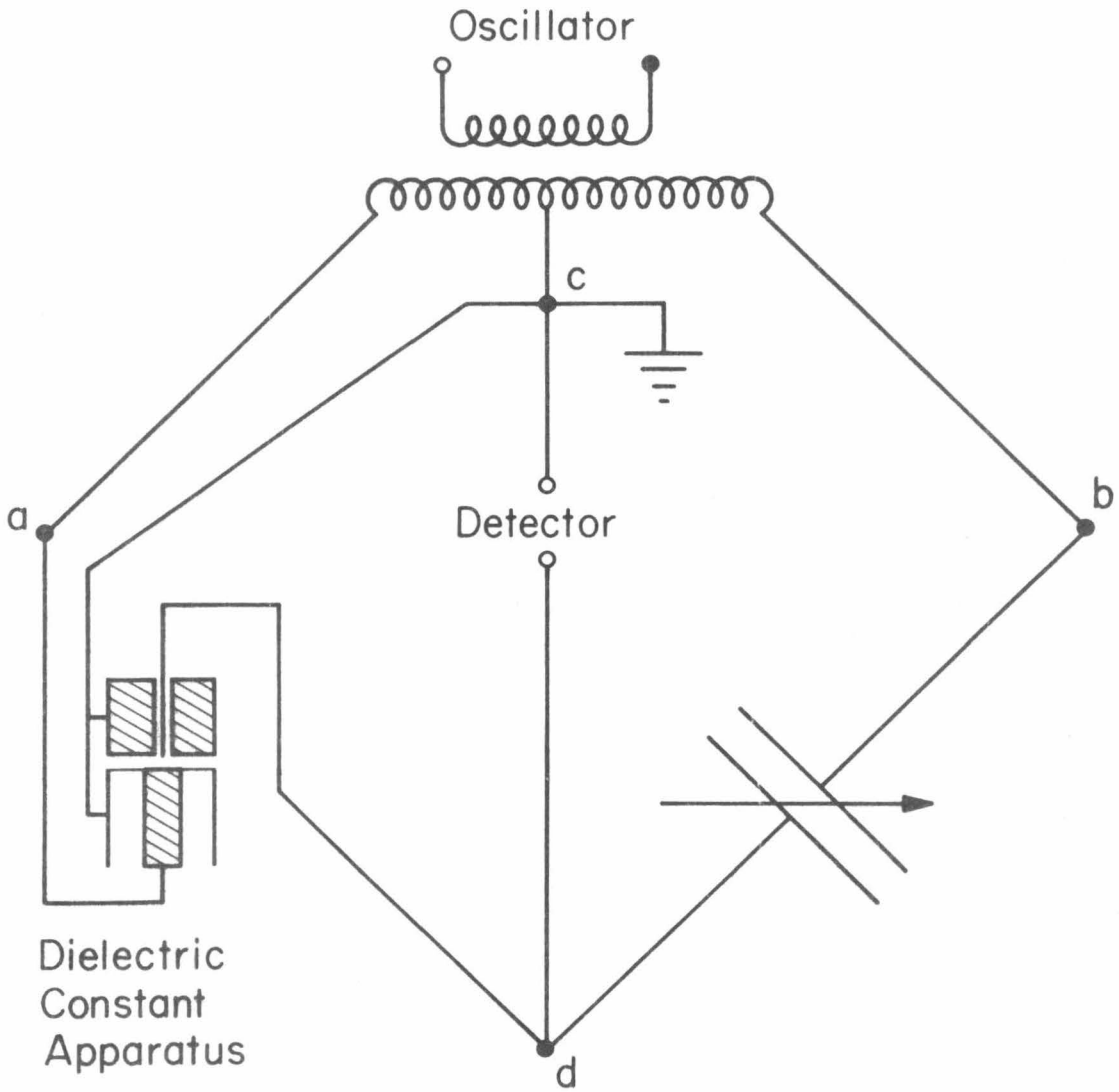 Oscillator
c
a
b
Detector
Dielectric
Constant
Apparatus
d